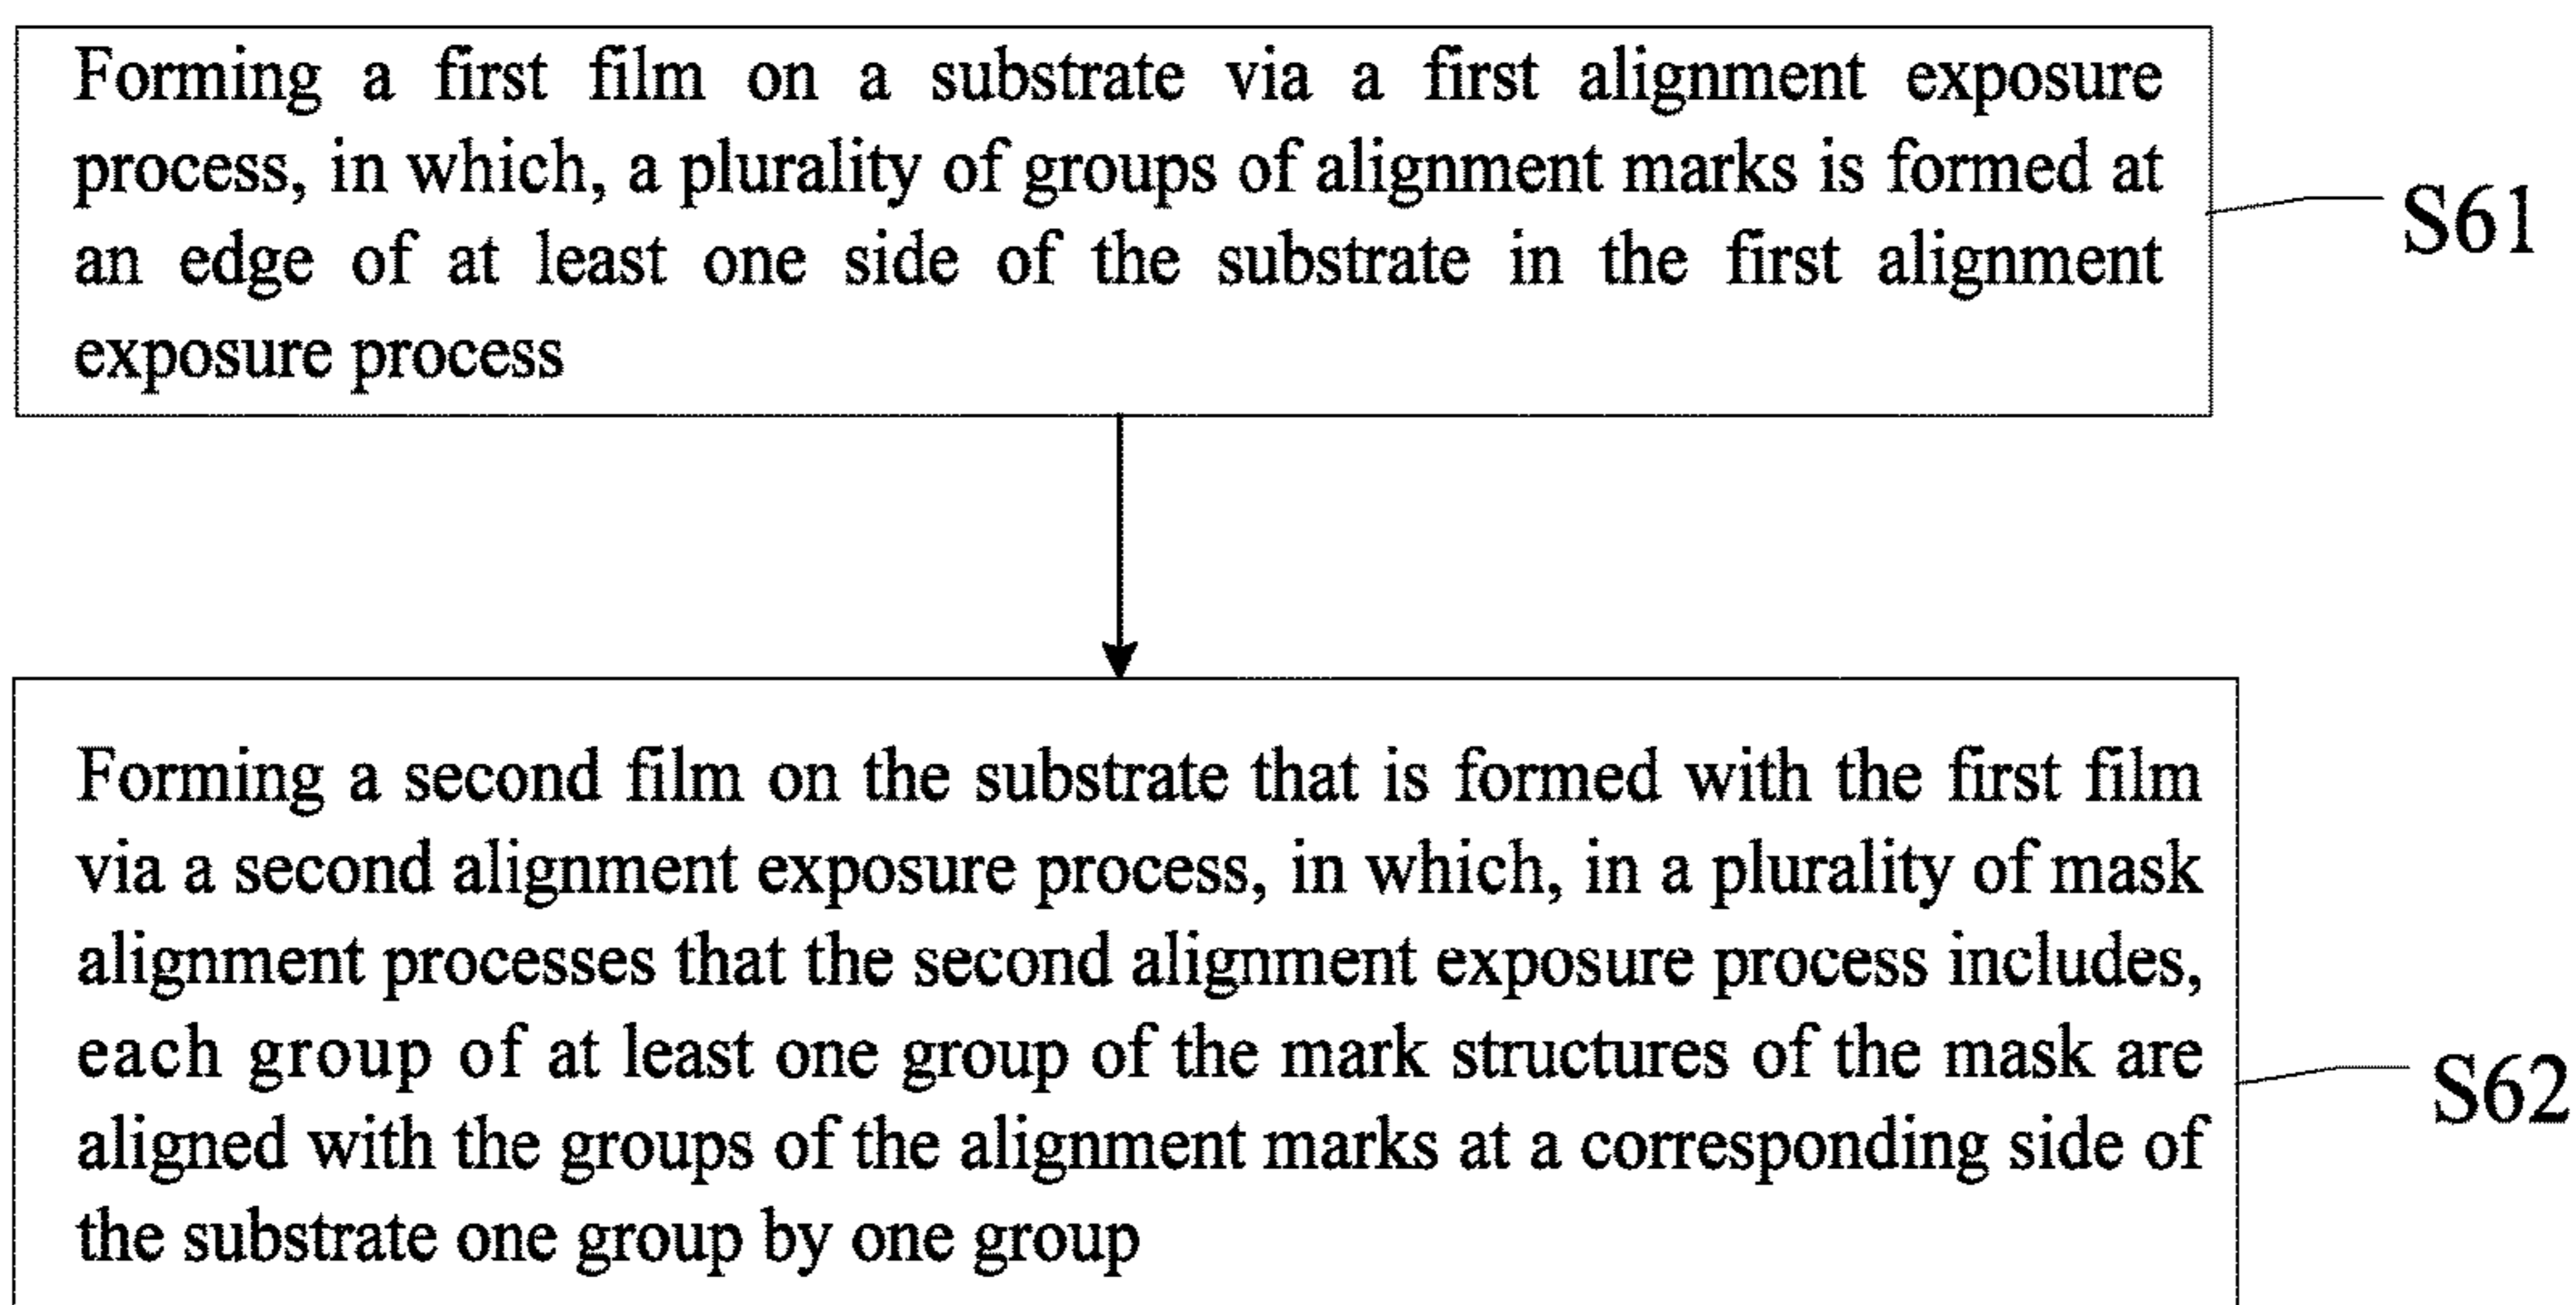 Forming a first film on a substrate via a first alignment exposure
process, in which, a plurality of groups of alignment marks is formed at
an edge of at least one side of the substrate in the first alignment
exposure process
S61
Forming a second film on the substrate that is formed with the first film
via a second alignment exposure process, in which, in a plurality of mask
alignment processes that the second alignment exposure process includes,
each group of at least one group of the mark structures of the mask are
aligned with the groups of the alignment marks at a corresponding side of
the substrate one group by one group
S62